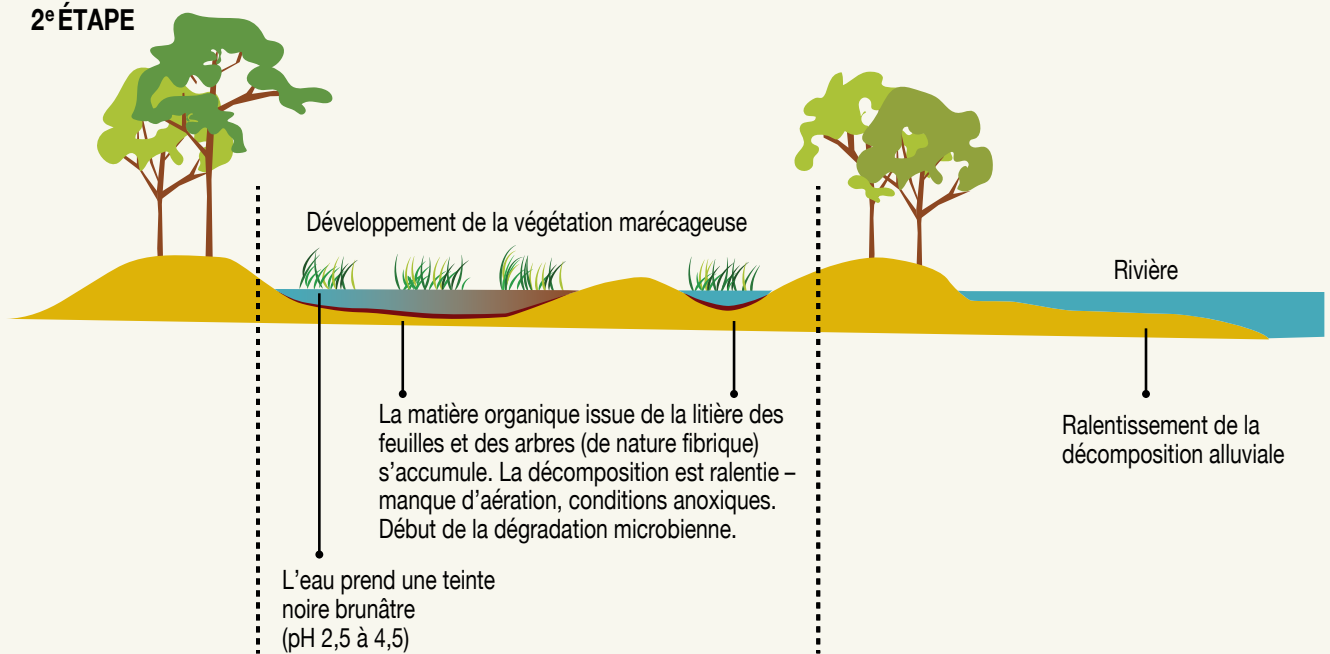 2e ÉTAPE
Développement de la végétation marécageuse
Rivière
La matière organique issue de la litière des
feuilles et des arbres (de nature fibrique)
s’accumule. La décomposition est ralentie –
manque d’aération, conditions anoxiques.
Début de la dégradation microbienne.
Ralentissement de la
décomposition alluviale
L’eau prend une teinte
noire brunâtre
(pH 2,5 à 4,5)